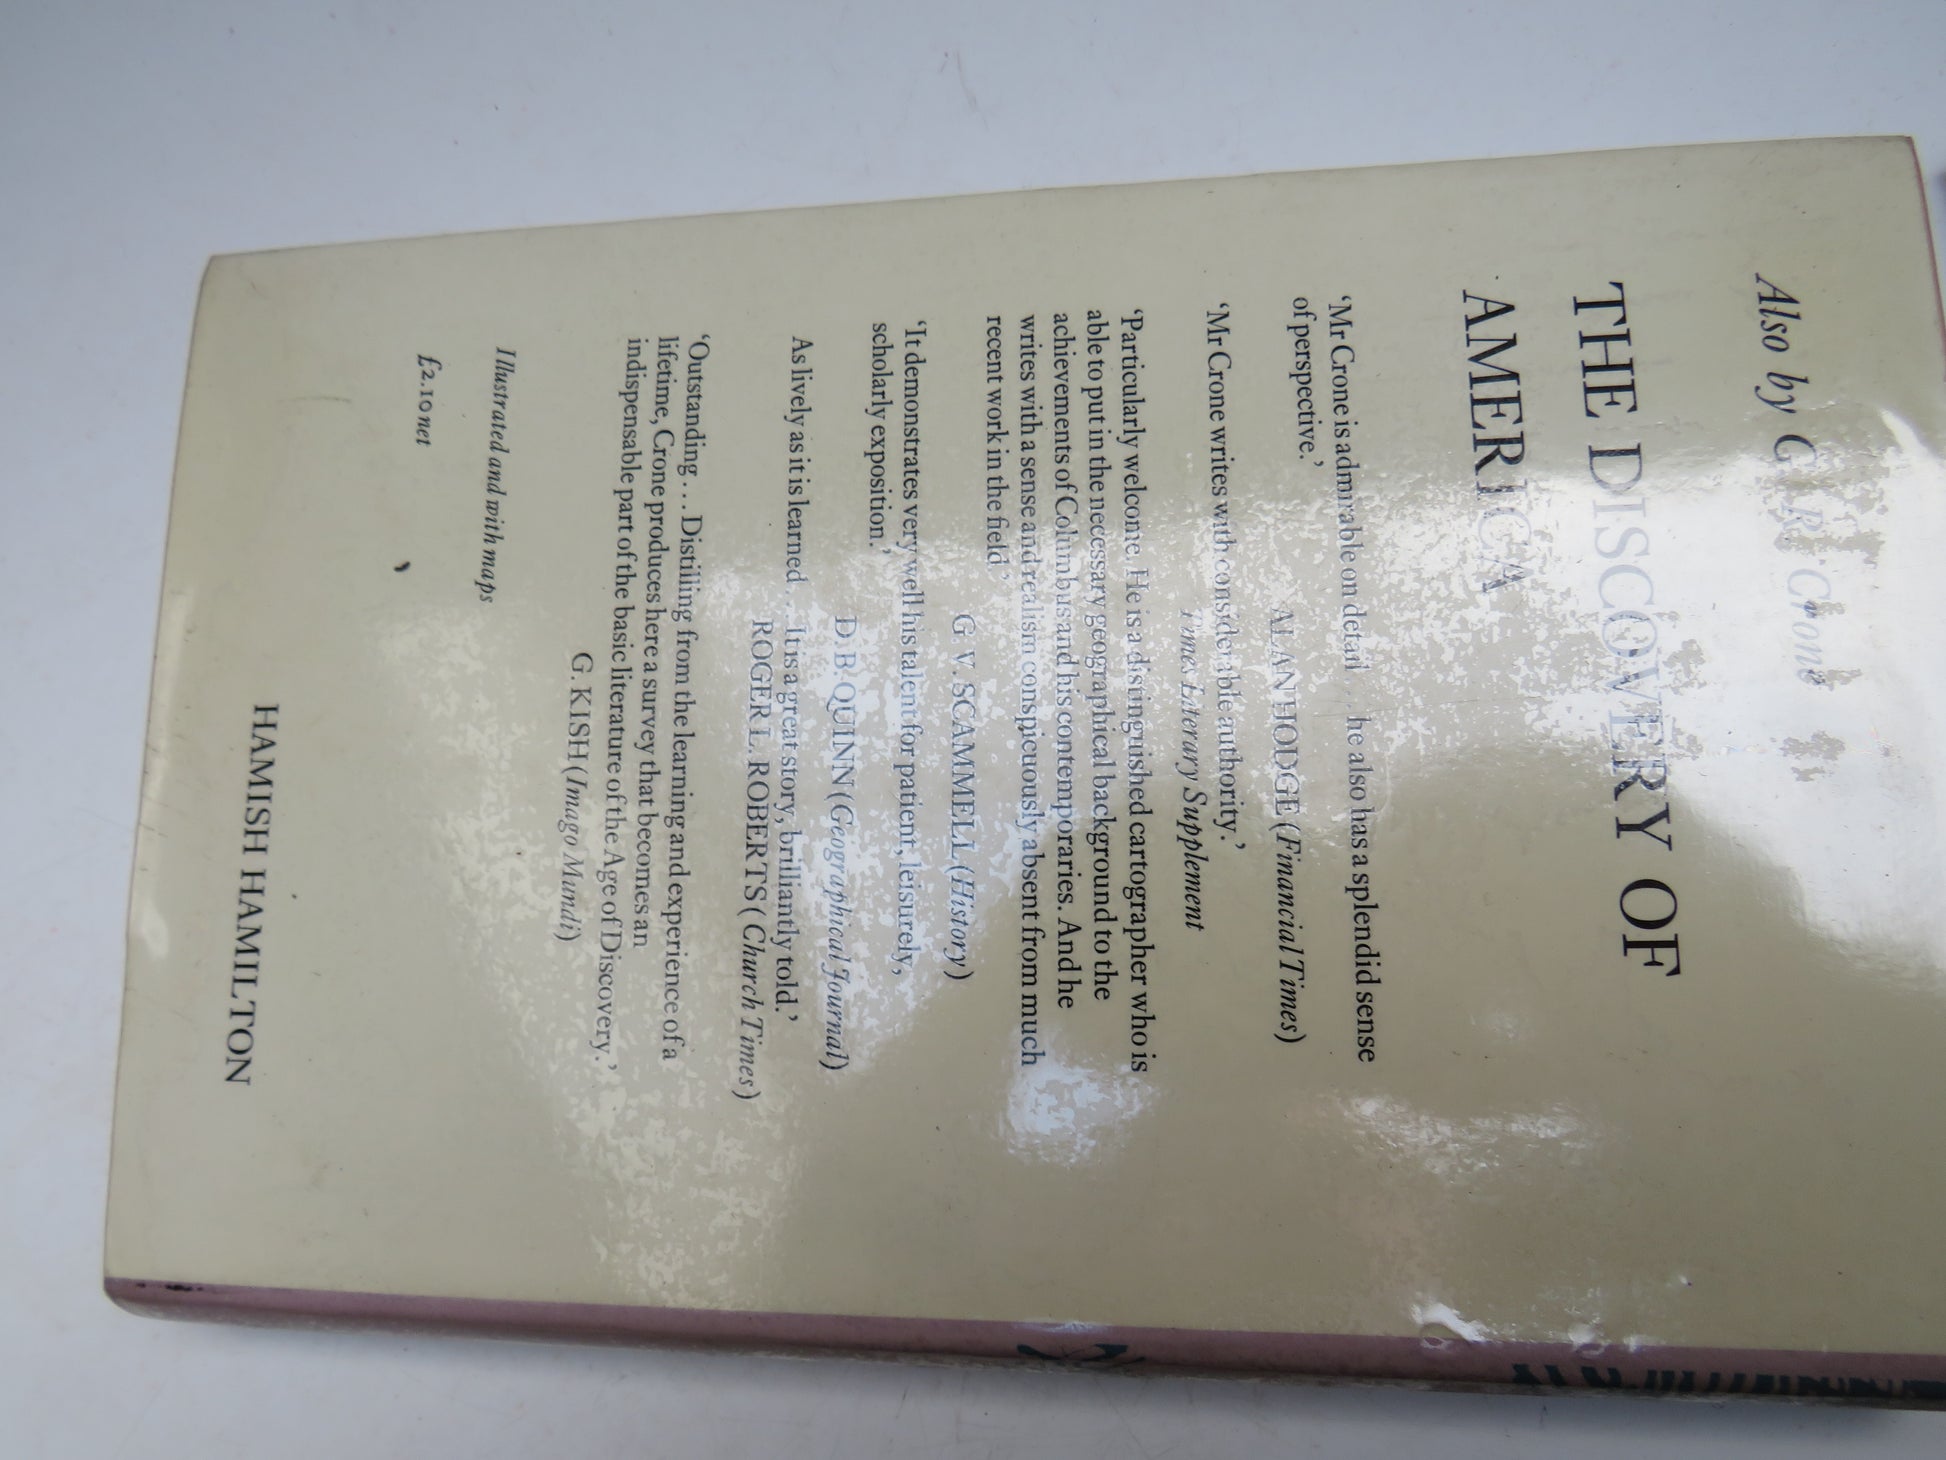 Also by G. R. Crone
THE DISCOVERY OF
AMERICA
‘Mr Crone is admirable on detail . . . he also has a splendid sense
of perspective.’
ALAN HODGE (Financial Times)
‘Mr Crone writes with considerable authority.’
Times Literary Supplement
‘Particularly welcome. He is a distinguished cartographer who is
able to put in the necessary geographical background to the
achievements of Columbus and his contemporaries. And he
writes with a sense and realism conspicuously absent from much
recent work in the field.’
G. V. SCAMMELL (History)
‘It demonstrates very well his talent for patient, leisurely,
scholarly exposition.’
D. B. QUINN (Geographical Journal)
As lively as it is learned . . . It is a great story, brilliantly told.’
ROGER L. ROBERTS (Church Times)
‘Outstanding . . . Distilling from the learning and experience of a
lifetime, Crone produces here a survey that becomes an
indispensable part of the basic literature of the Age of Discovery.’
G. KISH (Imago Mundi)
Illustrated and with maps
£2.10 net
HAMISH HAMILTON